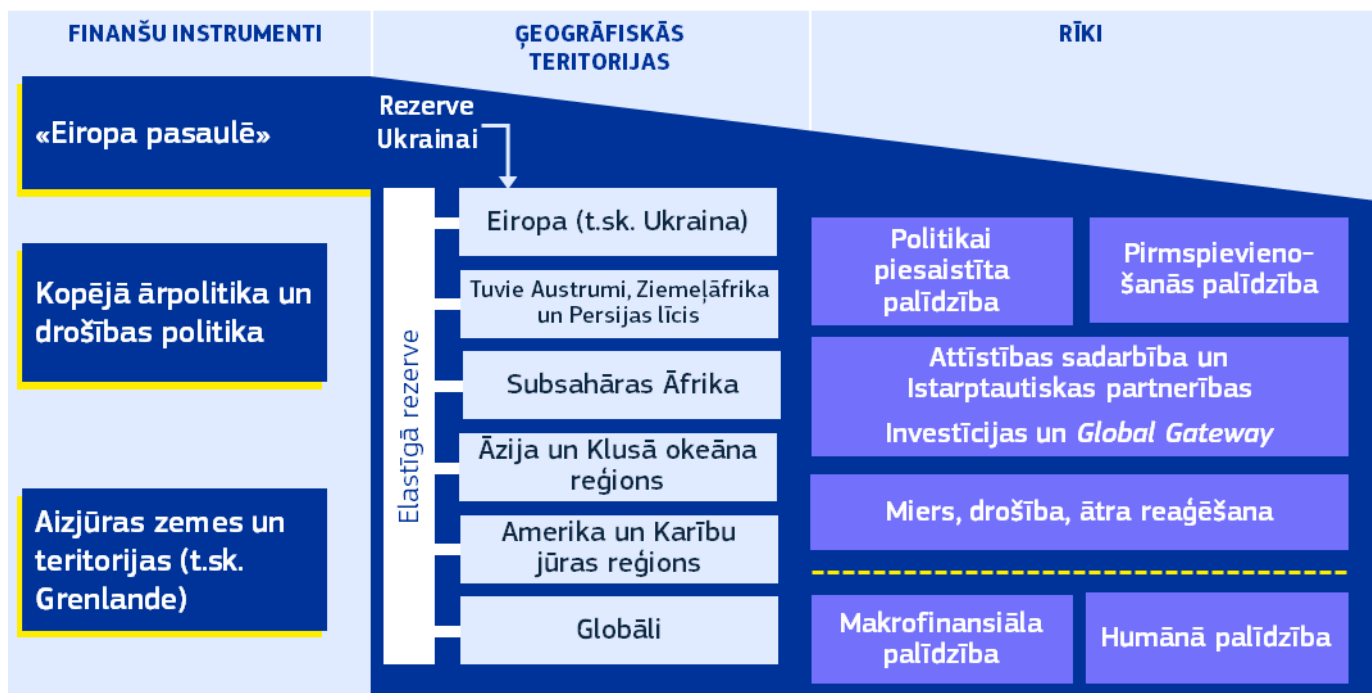 FINANŠU INSTRUMENTI
ĢEOGRĀFISKĀS
TERITORIJAS
RĪKI
«Eiropa pasaulē»
Kopējā ārpolitika un
drošības politika
Aizjūras zemes un
teritorijas (t.sk.
Grenlande)
Rezerve
Ukrainai
Elastīgā rezerve
Eiropa (t.sk. Ukraina)
Tuvie Austrumi, Ziemeļāfrika
un Persijas līcis
Subsahāras Āfrika
Āzija un Klusā okeāna
reģions
Amerika un Karību
jūras reģions
Globāli
Politikai
piesaistīta
palīdzība
Pirmspievieno-
šanās palīdzība
Attīstības sadarbība un
Istarptautiskas partnerības
Investīcijas un Global Gateway
Miers, drošība, ātra reaģēšana
Makrofinansiāla
palīdzība
Humānā palīdzība